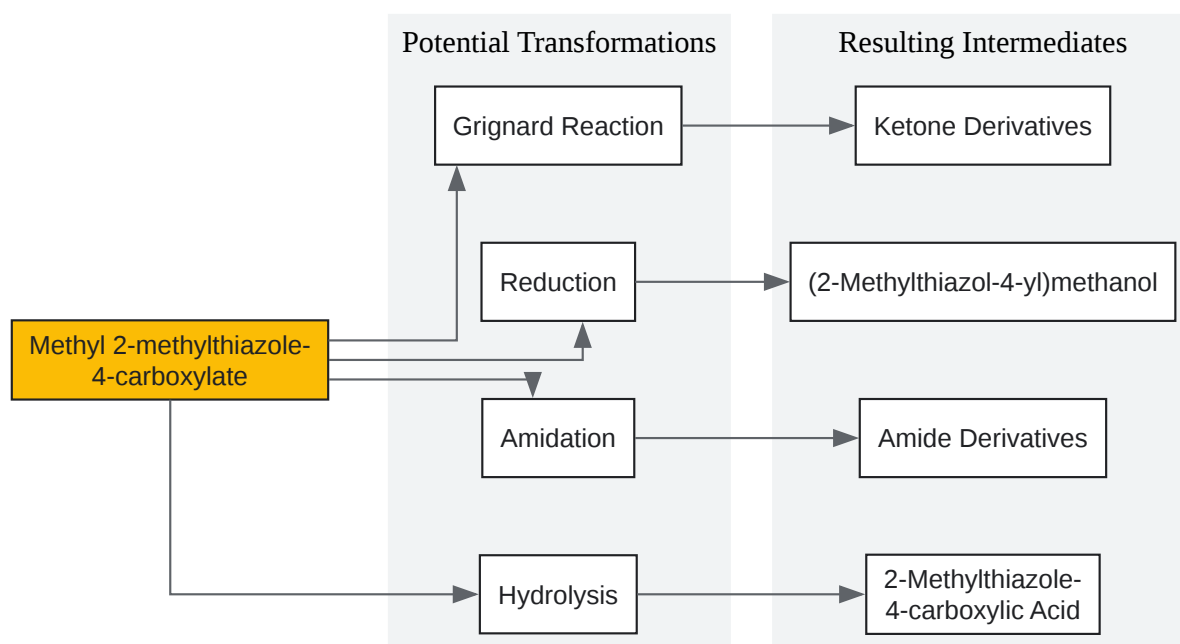 Potential Transformations
Resulting Intermediates
Grignard Reaction
Ketone Derivatives
Reduction
(2-Methylthiazol-4-yl)methanol
Methyl 2-methylthiazole-
4-carboxylate
Amidation
Amide Derivatives
Hydrolysis
2-Methylthiazole-
4-carboxylic Acid